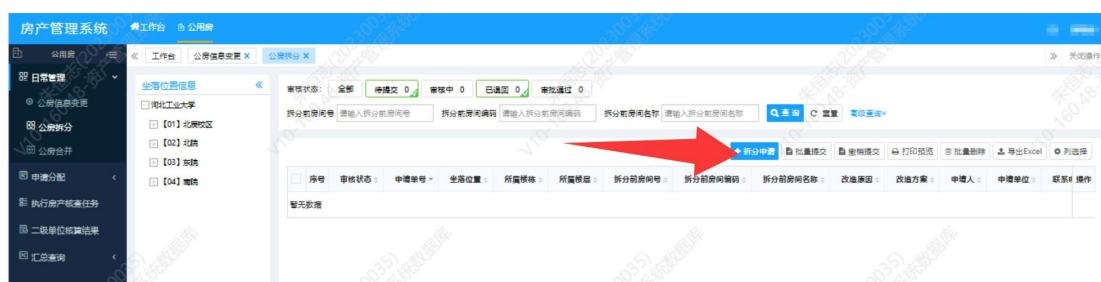 房产管理系统 工作台 公用房
公用房 工作台 公房信息变更 × 公房拆分 × 关闭操作
日常管理
公房信息变更
公房拆分
公房合并
申请分配
执行房产核查任务
二级单位核算结果
汇总查询
坐落位置信息
河北工业大学
【01】北辰校区
【02】北院
【03】东院
【04】南院
审核状态: 全部 待提交 0 审核中 0 已退回 0 审批通过 0
拆分前房间号 请输入拆分前房间号 拆分前房间编码 请输入拆分前房间编码 拆分前房间名称 请输入拆分前房间名称 查询 重置 高级查询
+拆分申请 批量提交 撤销提交 打印预览 批量删除 导出Excel 列选择
序号 审核状态 申请单号 坐落位置 所属楼栋 所属楼层 拆分前房间号 拆分前房间编码 拆分前房间名称 改造原因 改造方案 申请人 申请单位 联系电 操作
暂无数据